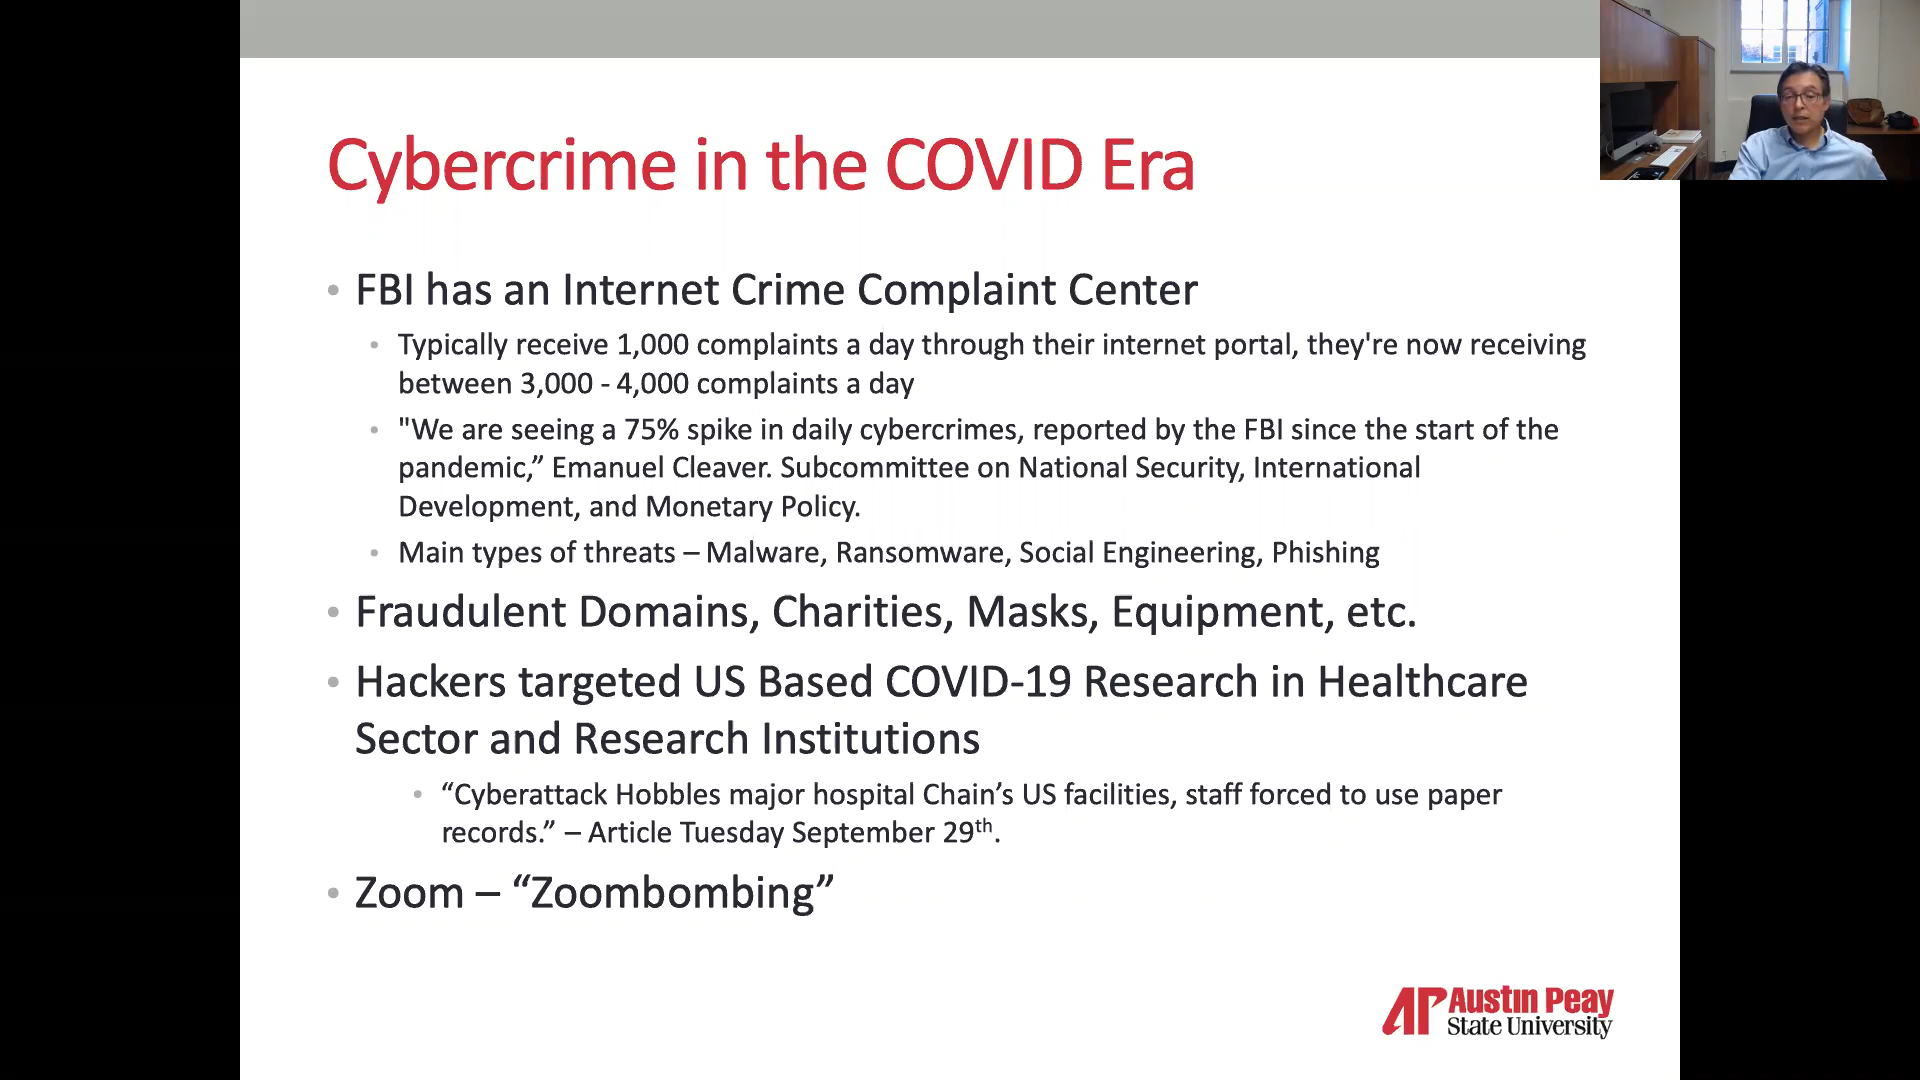 Cybercrime in the COVID Era
• FBI has an Internet Crime Complaint Center
• Typically receive 1,000 complaints a day through their internet portal, they're now receiving
between 3,000 - 4,000 complaints a day
• "We are seeing a 75% spike in daily cybercrimes, reported by the FBI since the start of the
pandemic,” Emanuel Cleaver. Subcommittee on National Security, International
Development, and Monetary Policy.
• Main types of threats – Malware, Ransomware, Social Engineering, Phishing
• Fraudulent Domains, Charities, Masks, Equipment, etc.
• Hackers targeted US Based COVID-19 Research in Healthcare
Sector and Research Institutions
• “Cyberattack Hobbles major hospital Chain’s US facilities, staff forced to use paper
records.” – Article Tuesday September 29th.
• Zoom – “Zoombombing”
AP Austin Peay
State University